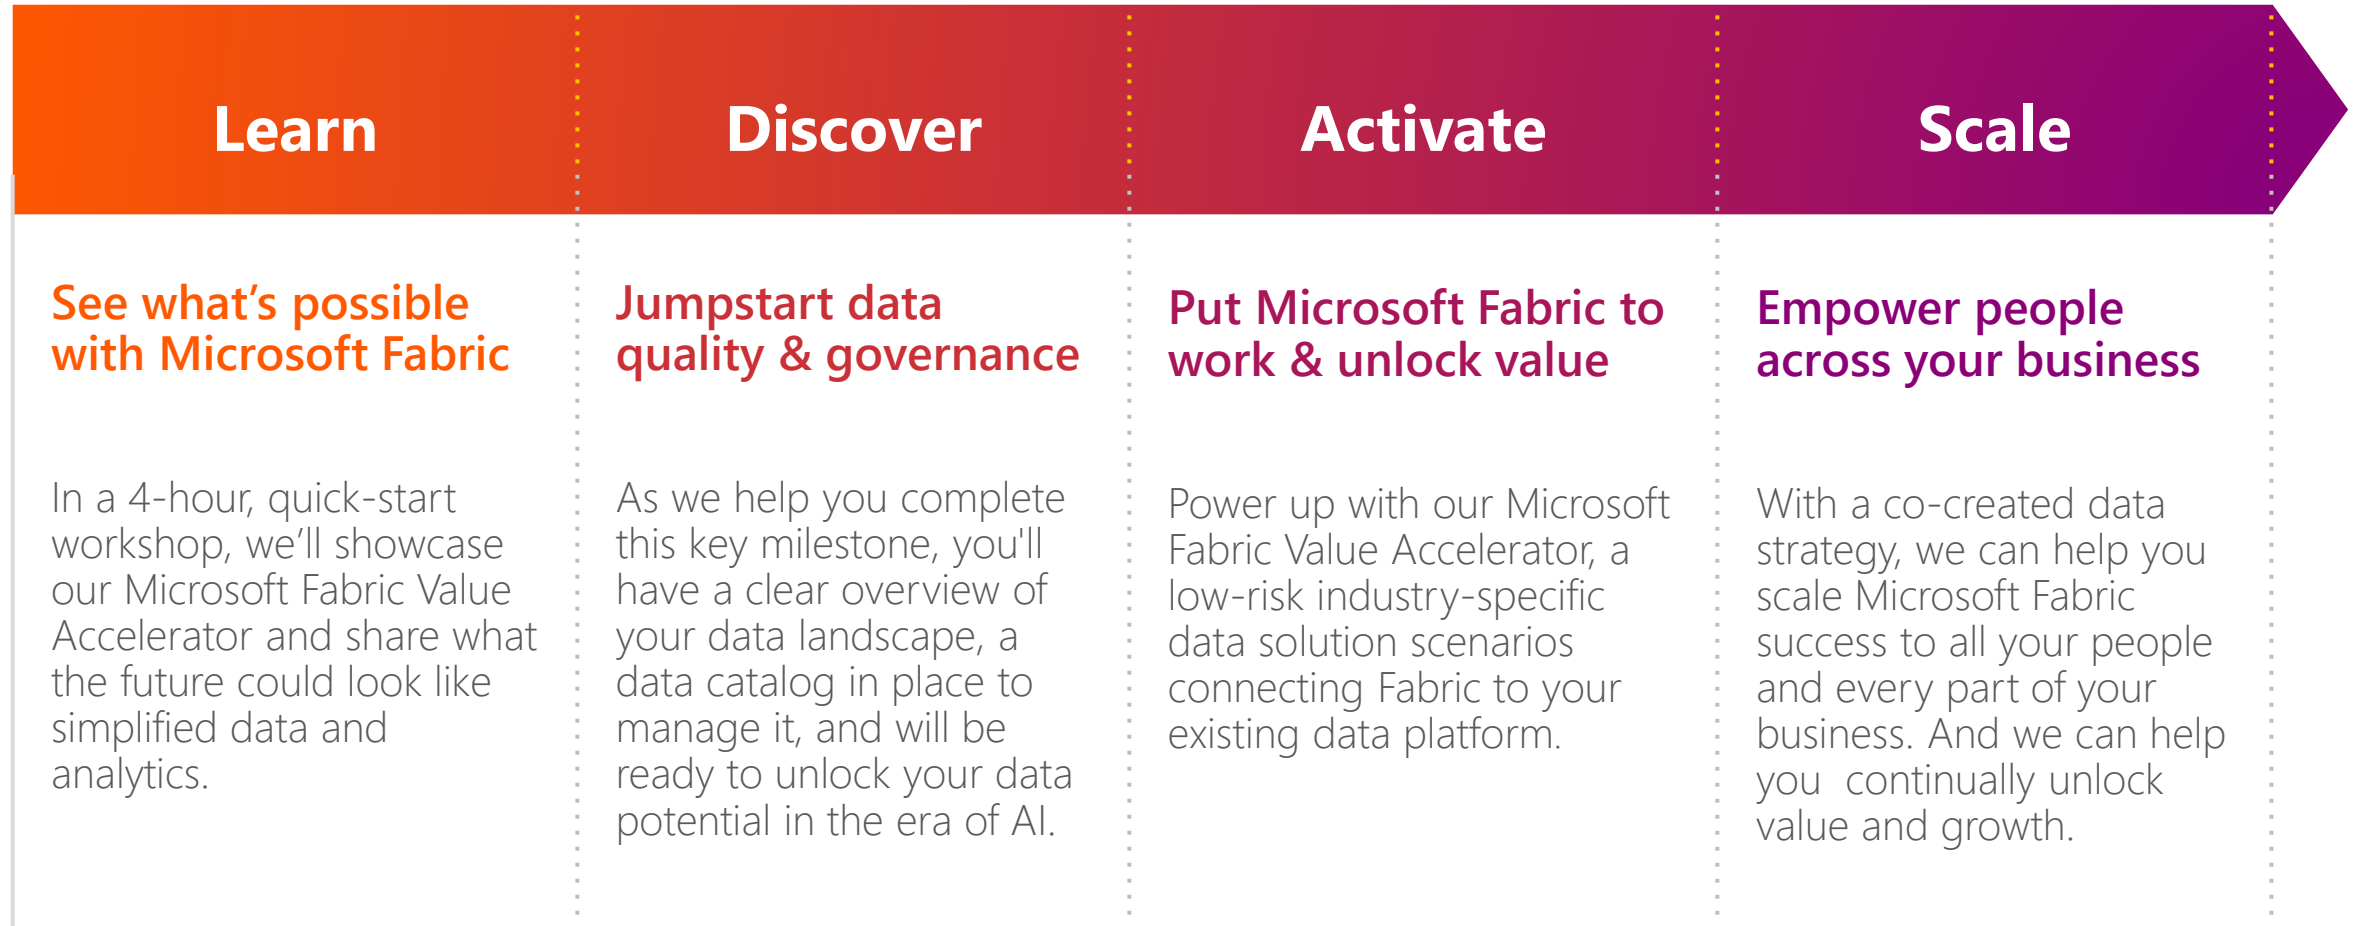 Learn
Discover
Activate
Scale
See what’s possible
with Microsoft Fabric
In a 4-hour, quick-start
workshop, we’ll showcase
our Microsoft Fabric Value
Accelerator and share what
the future could look like
simplified data and
analytics.
Jumpstart data
quality & governance
As we help you complete
this key milestone, you'll
have a clear overview of
your data landscape, a
data catalog in place to
manage it, and will be
ready to unlock your data
potential in the era of AI.
Put Microsoft Fabric to
work & unlock value
Power up with our Microsoft
Fabric Value Accelerator, a
low-risk industry-specific
data solution scenarios
connecting Fabric to your
existing data platform.
Empower people
across your business
With a co-created data
strategy, we can help you
scale Microsoft Fabric
success to all your people
and every part of your
business. And we can help
you  continually unlock
value and growth.